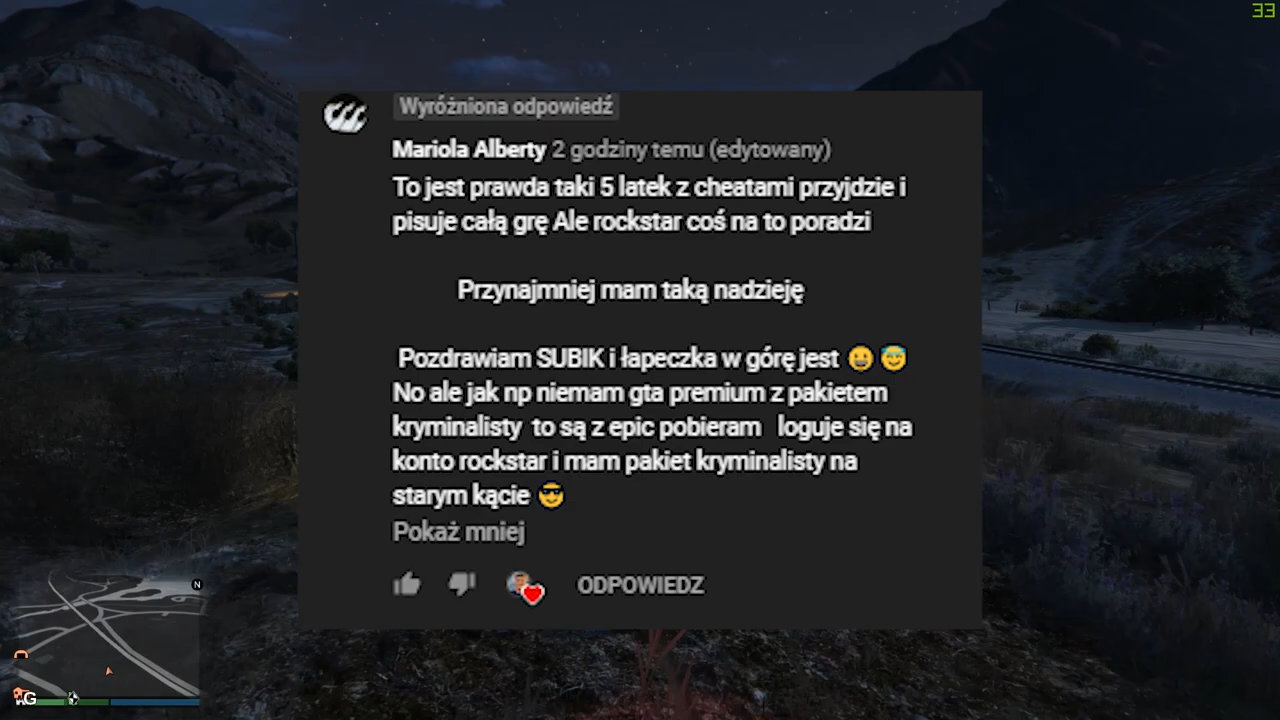 33
Wyróżniona odpowiedź
Mariola Alberty 2 godziny temu (edytowany)
To jest prawda taki 5 latek z cheatami przyjdzie i
pisuje całą grę Ale rockstar coś na to poradzi
Przynajmniej mam taką nadzieję
Pozdrawiam SUBIK i łapeczka w górę jest 😀 😇
No ale jak np niemam gta premium z pakietem
kryminalisty to są z epic pobieram loguje się na
konto rockstar i mam pakiet kryminalisty na
starym kącie 😎
Pokaż mniej
ODPOWIEDZ
N
G